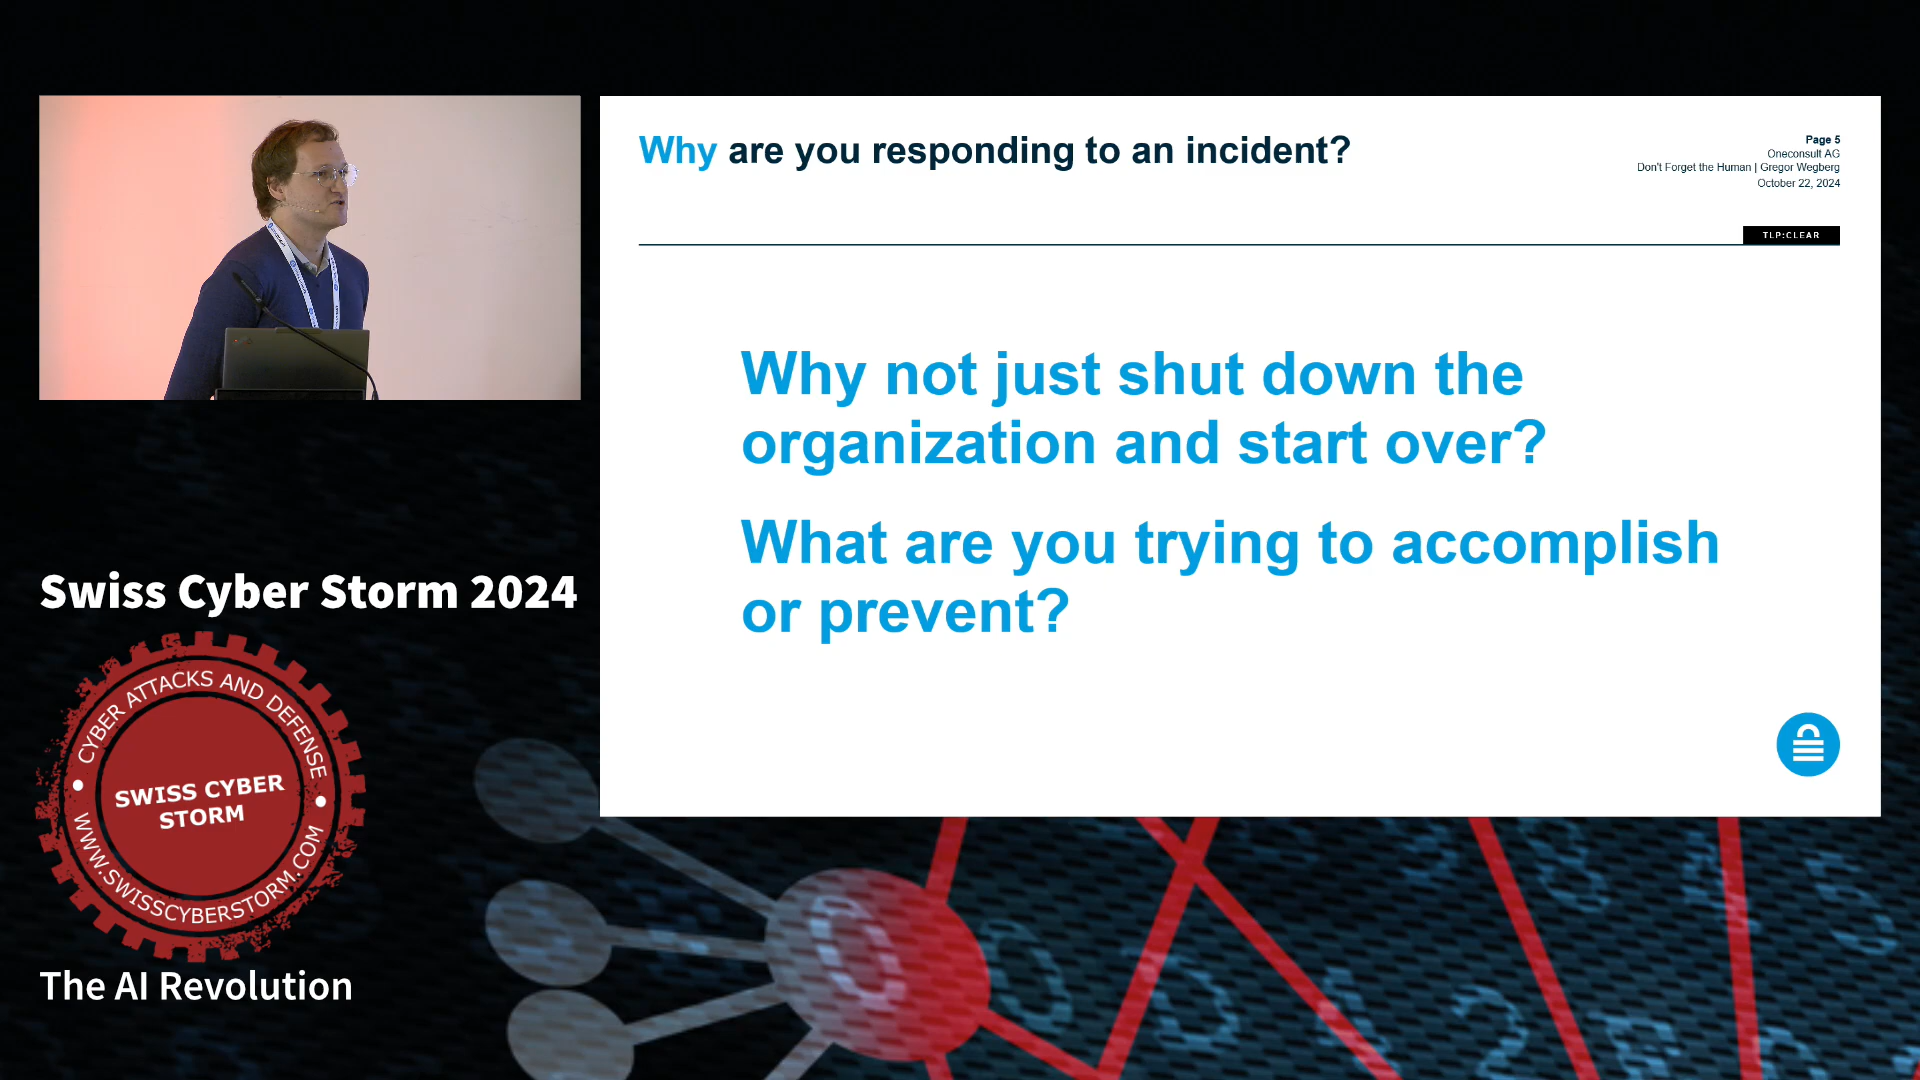 Why are you responding to an incident?
Page 5
Oneconsult AG
Don't Forget the Human | Gregor Wegberg
October 22, 2024
TLP:CLEAR
Why not just shut down the
organization and start over?
What are you trying to accomplish
or prevent?
Swiss Cyber Storm 2024
CYBER ATTACKS AND DEFENSE
SWISS CYBER
STORM
WWW.SWISSCYBERSTORM.COM
The AI Revolution